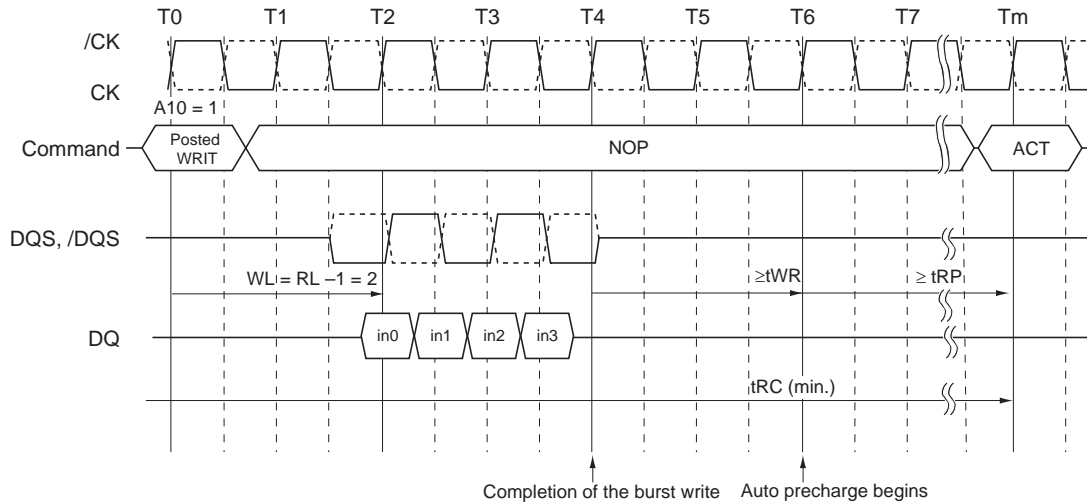 T0 T1 T2 T3 T4 T5 T6 T7 Tm
/CK
CK
A10 = 1
Command
Posted
WRIT
NOP
ACT
DQS, /DQS
WL = RL –1 = 2
≥tWR
≥ tRP
DQ
in0 in1 in2 in3
tRC (min.)
Completion of the burst write
Auto precharge begins